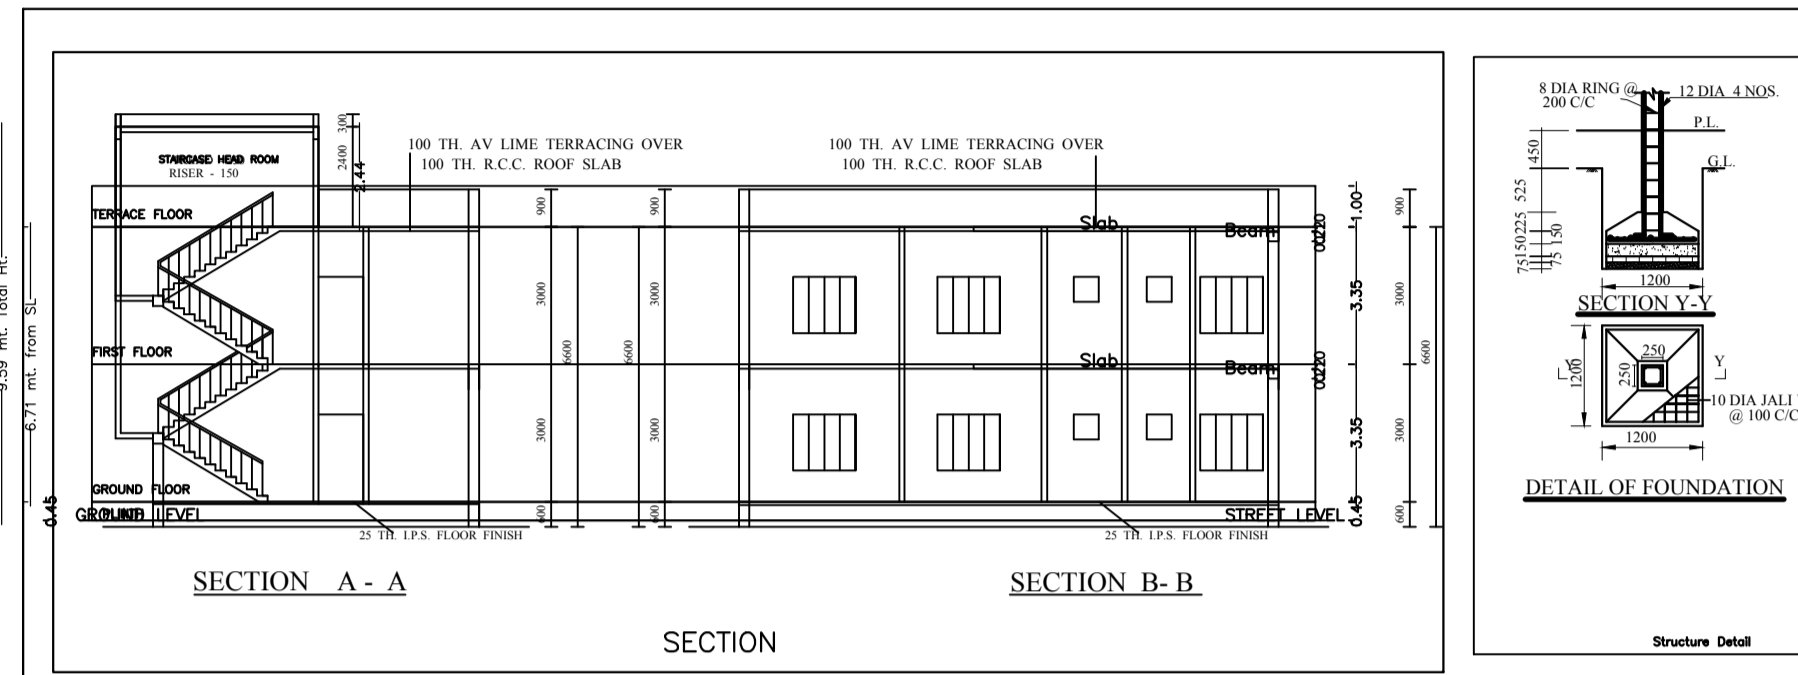 9.59 mt. Total Ht.
6.71 mt. from SL
0.45
STAIRCASE HEAD ROOM
RISER - 150
300
2400
2.44
100 TH. AV LIME TERRACING OVER
100 TH. R.C.C. ROOF SLAB
TERRACE FLOOR
FIRST FLOOR
GROUND FLOOR
GROUND LEVEL
PLINTH
900
3000
3000
600
6600
6600
900
3000
3000
600
25 TH. I.P.S. FLOOR FINISH
SECTION A - A
100 TH. AV LIME TERRACING OVER
100 TH. R.C.C. ROOF SLAB
Slab
Beam
Slab
Beam
STREET LEVEL
1.00
3.35
3.35
0.45
900
3000
3000
600
6600
25 TH. I.P.S. FLOOR FINISH
SECTION B- B
SECTION
8 DIA RING @
200 C/C
12 DIA 4 NOS.
P.L.
G.L.
450
525
225
150
150
75
75
1200
SECTION Y-Y
250
250
1200
Y
Y
10 DIA JALI
@ 100 C/C
1200
DETAIL OF FOUNDATION
Structure Detail